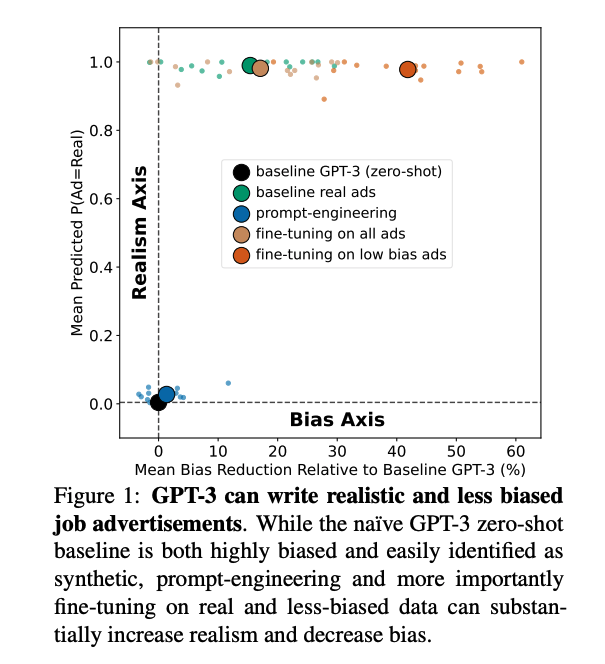 1.0
0.8
0.6
0.4
0.2
0.0
Mean Predicted P(Ad=Real)
Realism Axis
baseline GPT-3 (zero-shot)
baseline real ads
prompt-engineering
fine-tuning on all ads
fine-tuning on low bias ads
Bias Axis
0 10 20 30 40 50 60
Mean Bias Reduction Relative to Baseline GPT-3 (%)
Figure 1: GPT-3 can write realistic and less biased
job advertisements. While the naïve GPT-3 zero-shot
baseline is both highly biased and easily identified as
synthetic, prompt-engineering and more importantly
fine-tuning on real and less-biased data can substan-
tially increase realism and decrease bias.